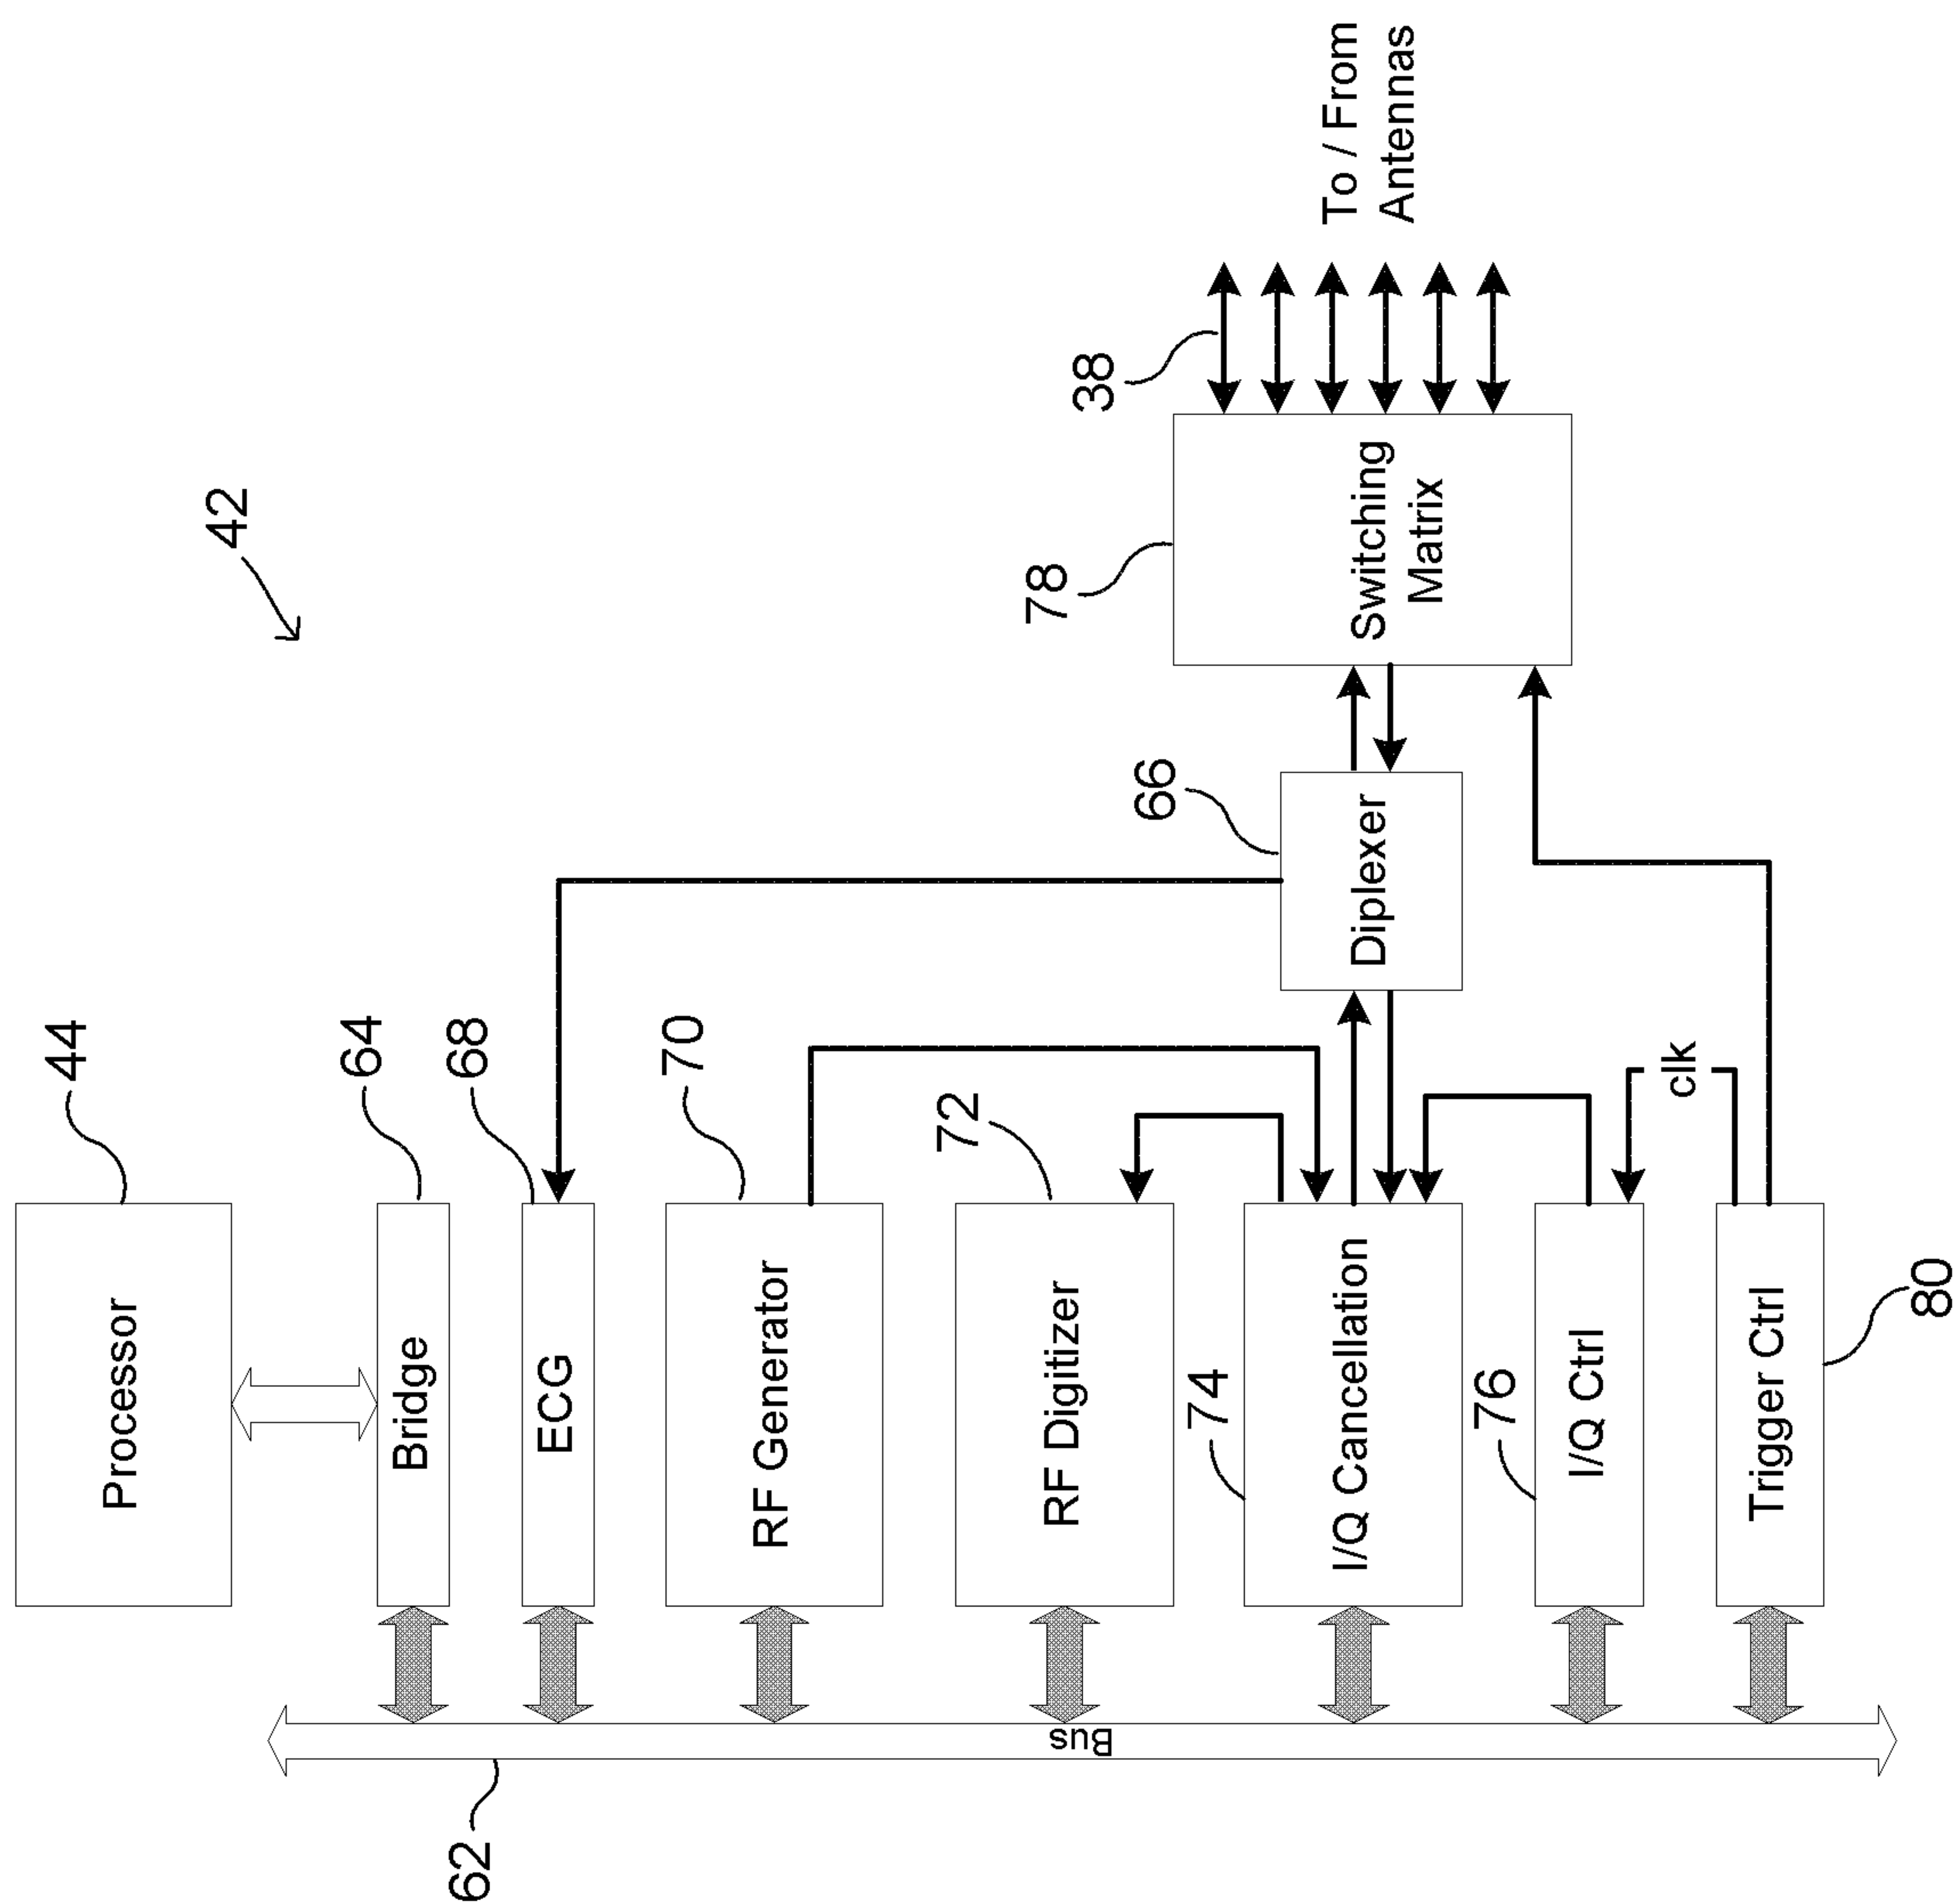 42
44
Processor
64
Bridge
68
ECG
70
RF Generator
72
RF Digitizer
74
I/Q Cancellation
76
I/Q Ctrl
clk
Trigger Ctrl
80
62
Bus
66
Diplexer
78
Switching
Matrix
38
To / From
Antennas